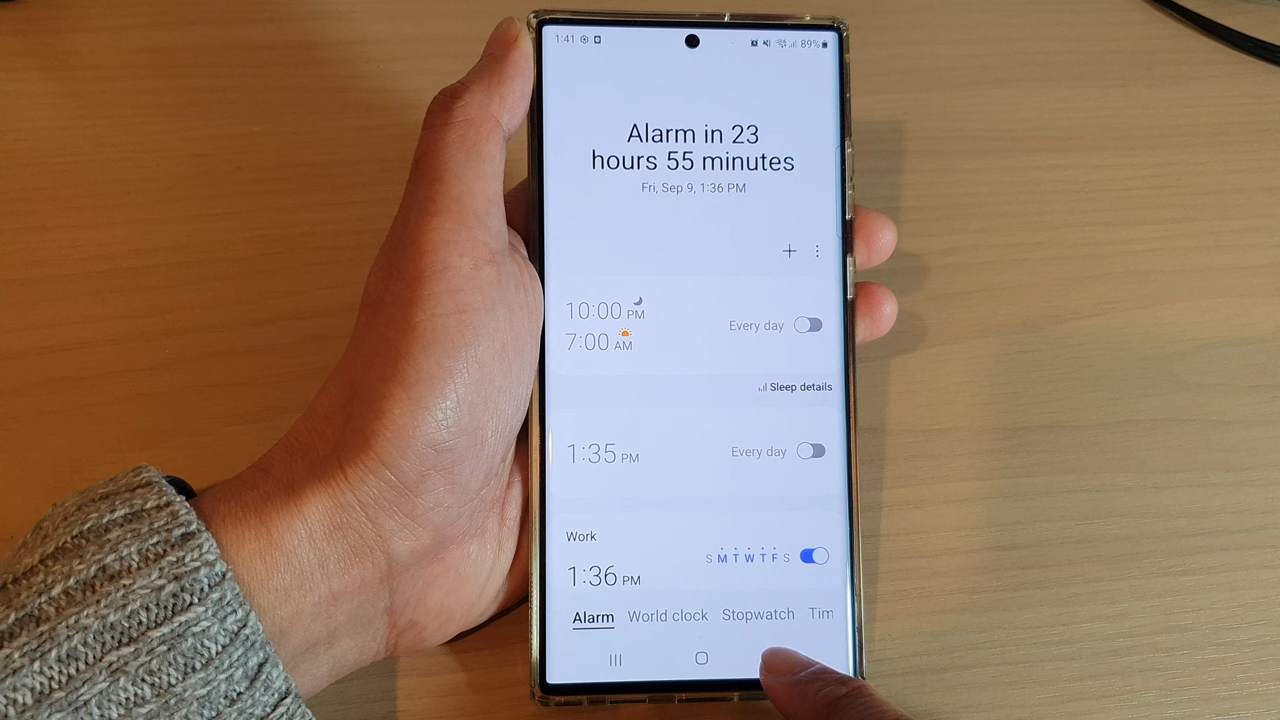 1:41 89%
Alarm in 23
hours 55 minutes
Fri, Sep 9, 1:36 PM
10:00 PM
7:00 AM
Every day
Sleep details
1:35 PM Every day
Work
S M T W T F S
1:36 PM
Alarm World clock Stopwatch Tim